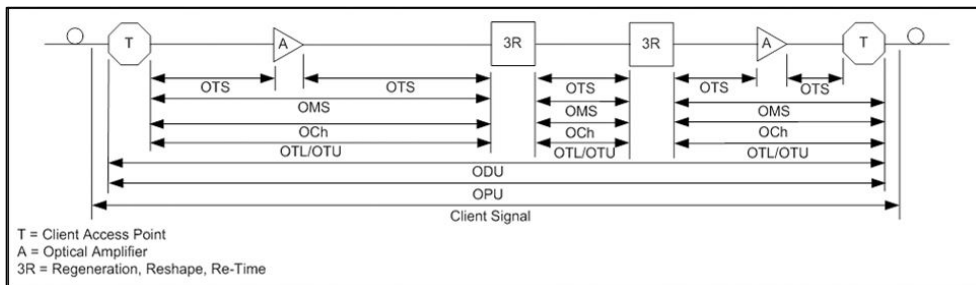 T A 3R 3R A T
OTS OTS OTS OTS OTS
OMS OMS OMS
OCh OCh OCh
OTL/OTU OTL/OTU OTL/OTU
ODU
OPU
Client Signal
T = Client Access Point
A = Optical Amplifier
3R = Regeneration, Reshape, Re-Time